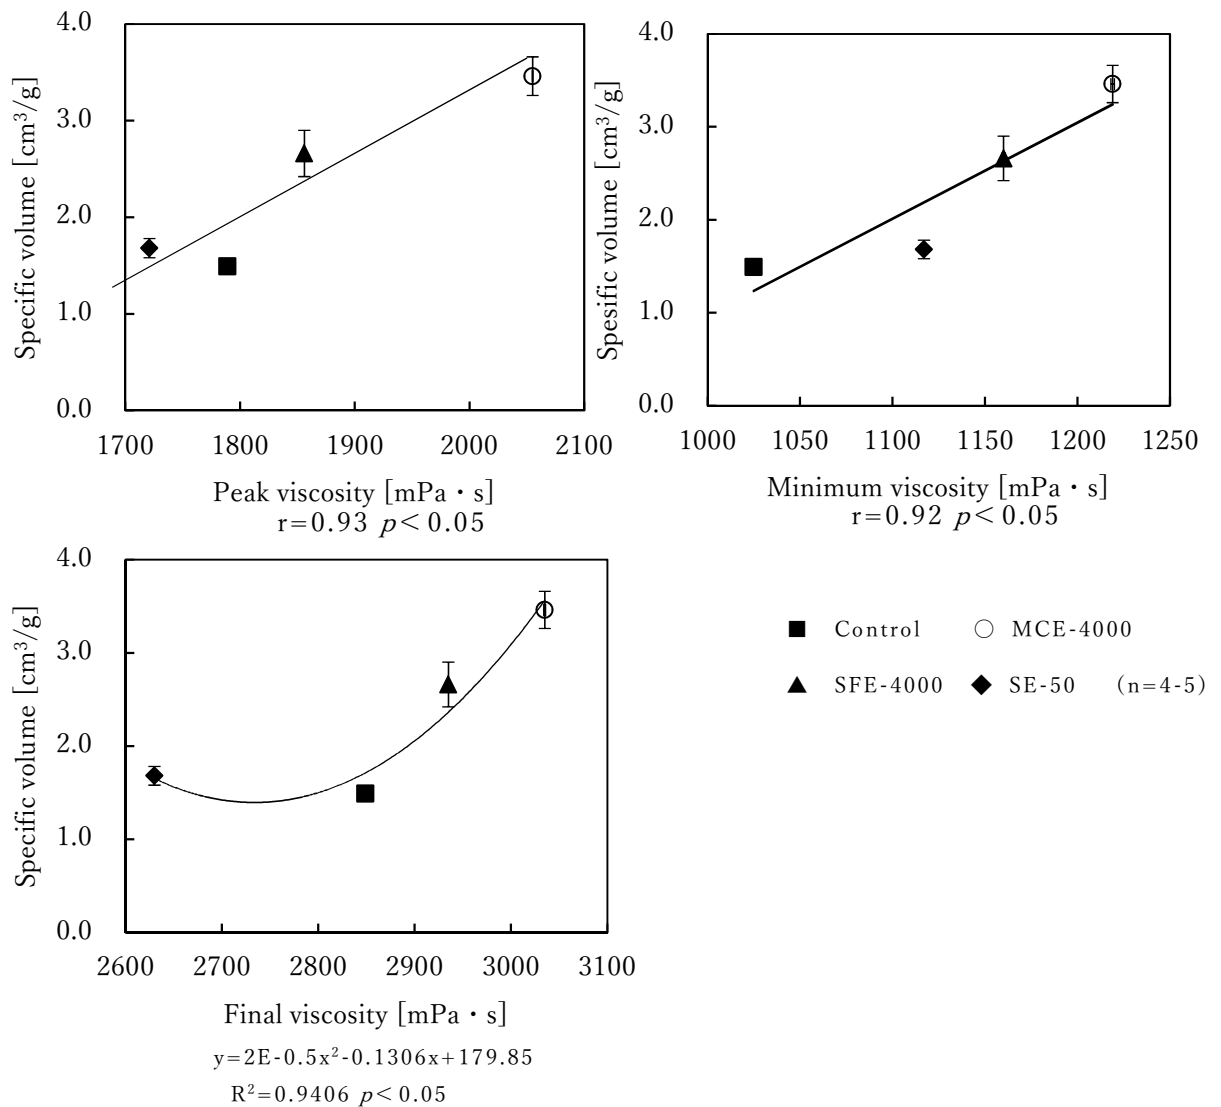 4.0
3.0
2.0
1.0
0.0
Specific volume [cm³/g]
1700 1800 1900 2000 2100
Peak viscosity [mPa・s]
r=0.93 p<0.05
4.0
3.0
2.0
1.0
0.0
Spesific volume [cm³/g]
1000 1050 1100 1150 1200 1250
Minimum viscosity [mPa・s]
r=0.92 p<0.05
4.0
3.0
2.0
1.0
0.0
Specific volume [cm³/g]
2600 2700 2800 2900 3000 3100
Final viscosity [mPa・s]
y=2E-0.5x²-0.1306x+179.85
R²=0.9406 p<0.05
■ Control ○ MCE-4000
▲ SFE-4000 ◆ SE-50 (n=4-5)